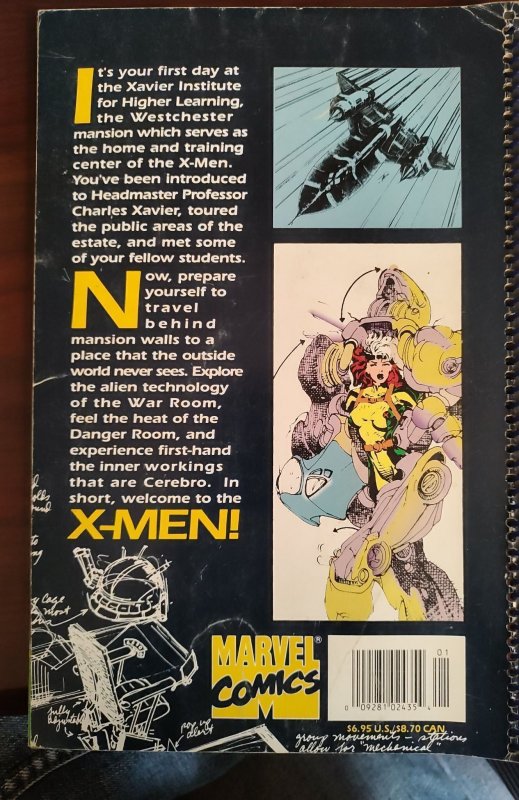 It's your first day at
the Xavier Institute
for Higher Learning,
the Westchester
mansion which serves as
the home and training
center of the X-Men.
You've been introduced
to Headmaster Professor
Charles Xavier, toured
the public areas of the
estate, and met some
of your fellow students.
Now, prepare
yourself to
travel
behind
mansion walls to a
place that the outside
world never sees. Explore
the alien technology
of the War Room,
feel the heat of the
Danger Room, and
experience first-hand
the inner workings
that are Cerebro. In
short, welcome to the
X-MEN!
Cage
fully
pop up
MARVEL®
COMICS
M
01
0 09281 02435 4
$6.95 U.S./$8.70 CAN.
group movements – stations
allow for "mechanical"